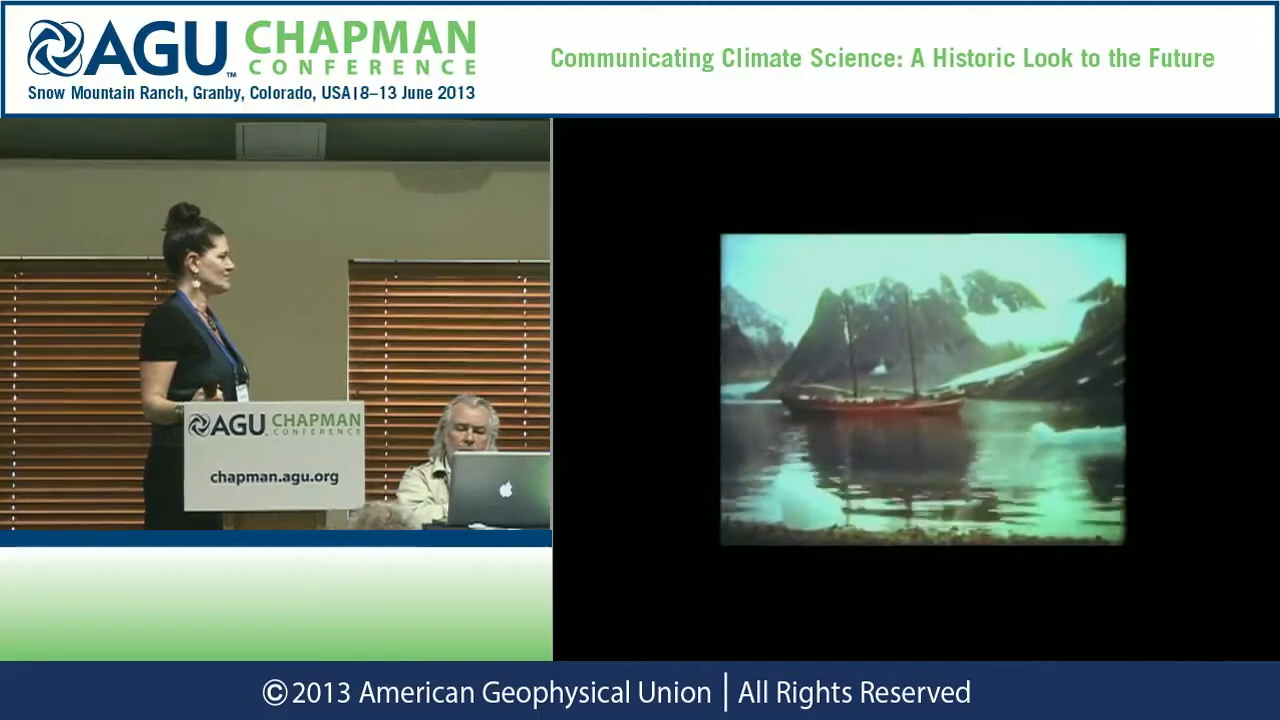 AGU CHAPMAN
CONFERENCE
Snow Mountain Ranch, Granby, Colorado, USA|8–13 June 2013
Communicating Climate Science: A Historic Look to the Future
AGU CHAPMAN
CONFERENCE
chapman.agu.org
©2013 American Geophysical Union | All Rights Reserved